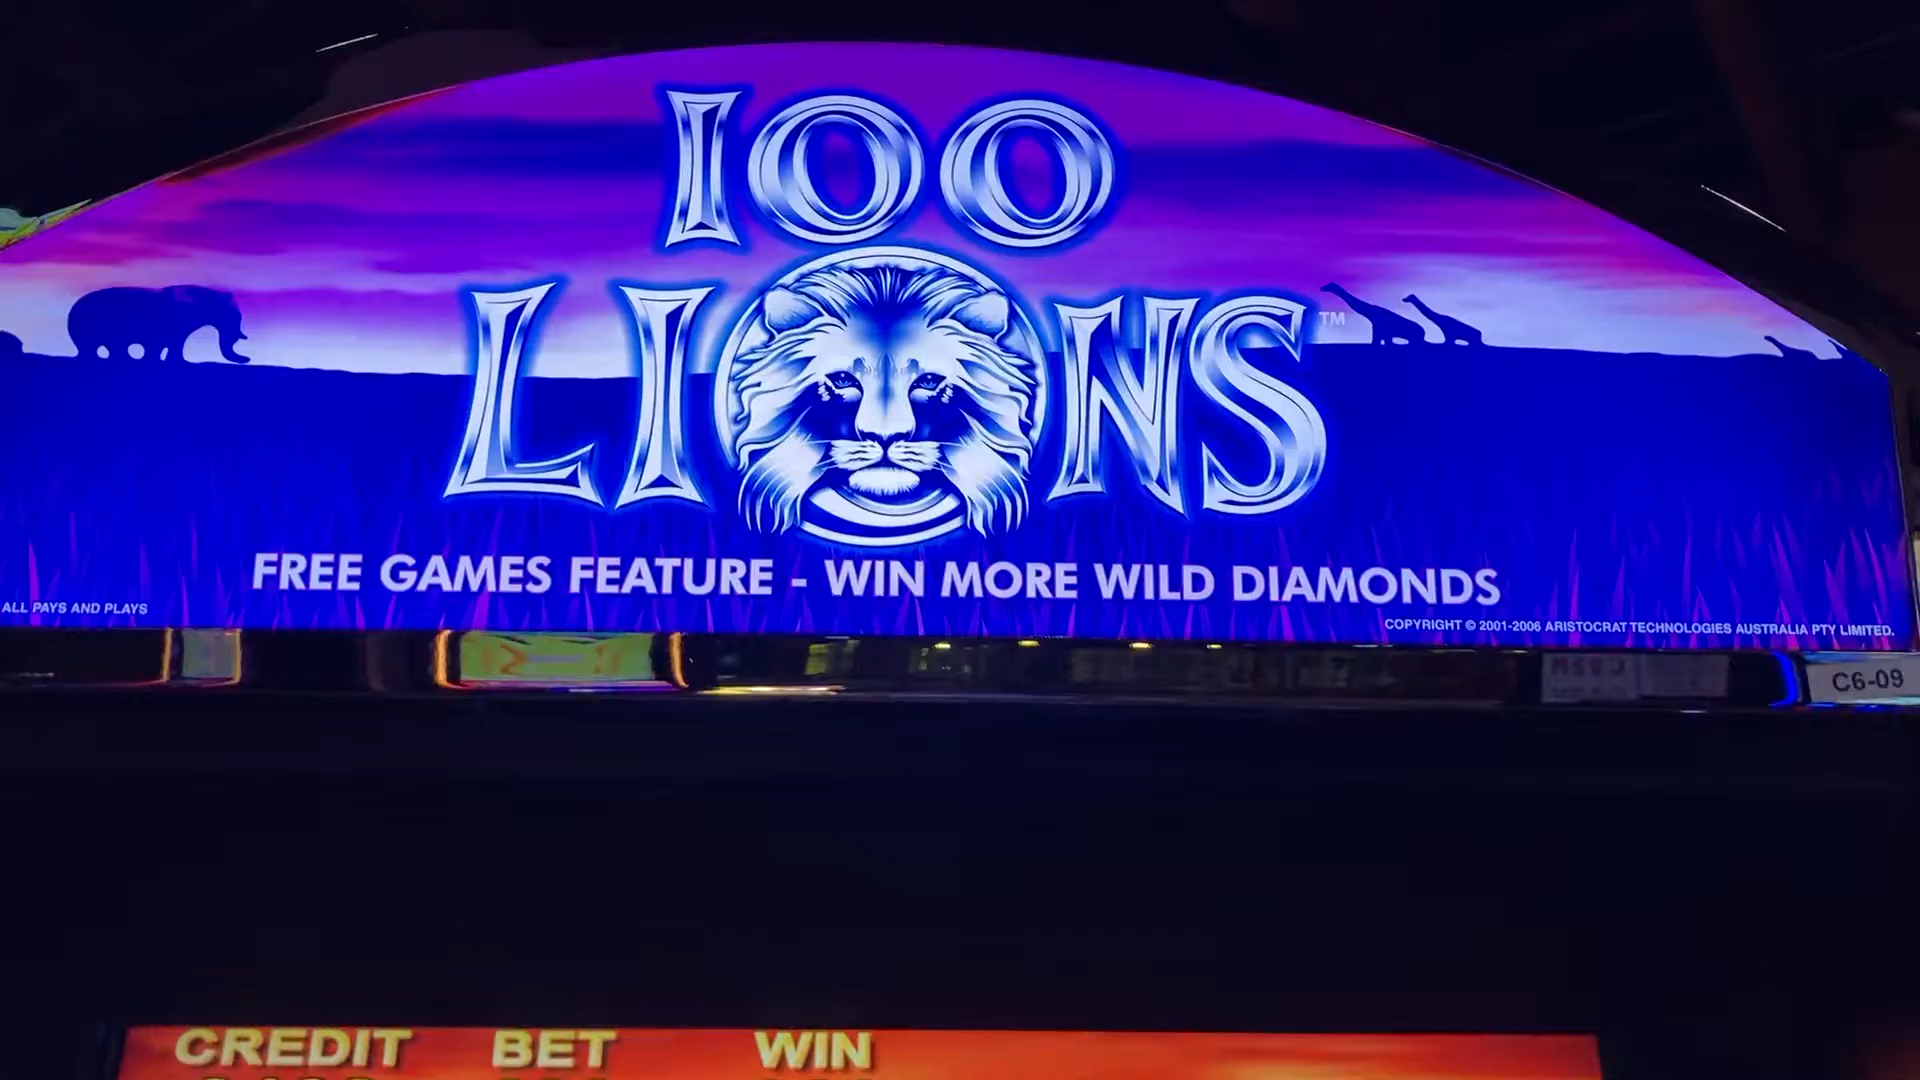 100
LIONS™
FREE GAMES FEATURE - WIN MORE WILD DIAMONDS
ALL PAYS AND PLAYS
COPYRIGHT © 2001-2006 ARISTOCRAT TECHNOLOGIES AUSTRALIA PTY LIMITED.
C6-09
CREDIT BET WIN